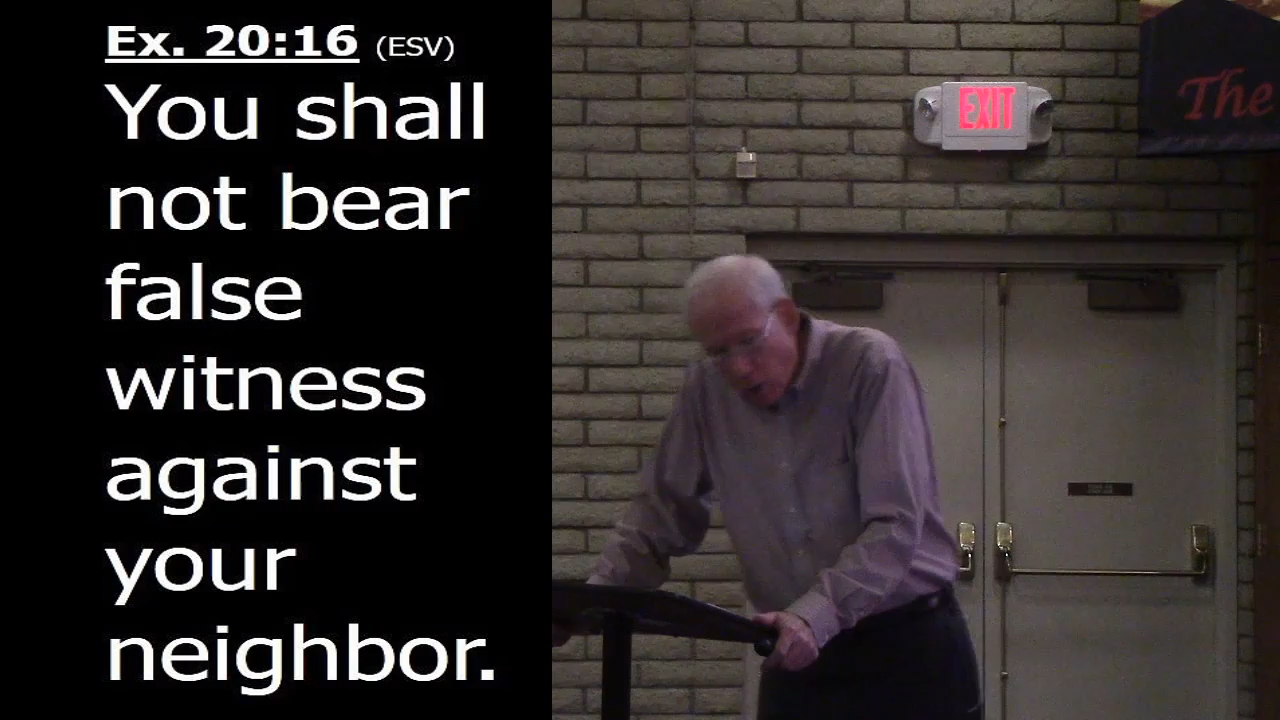 Ex. 20:16 (ESV)
You shall
not bear
false
witness
against
your
neighbor.
EXIT
The